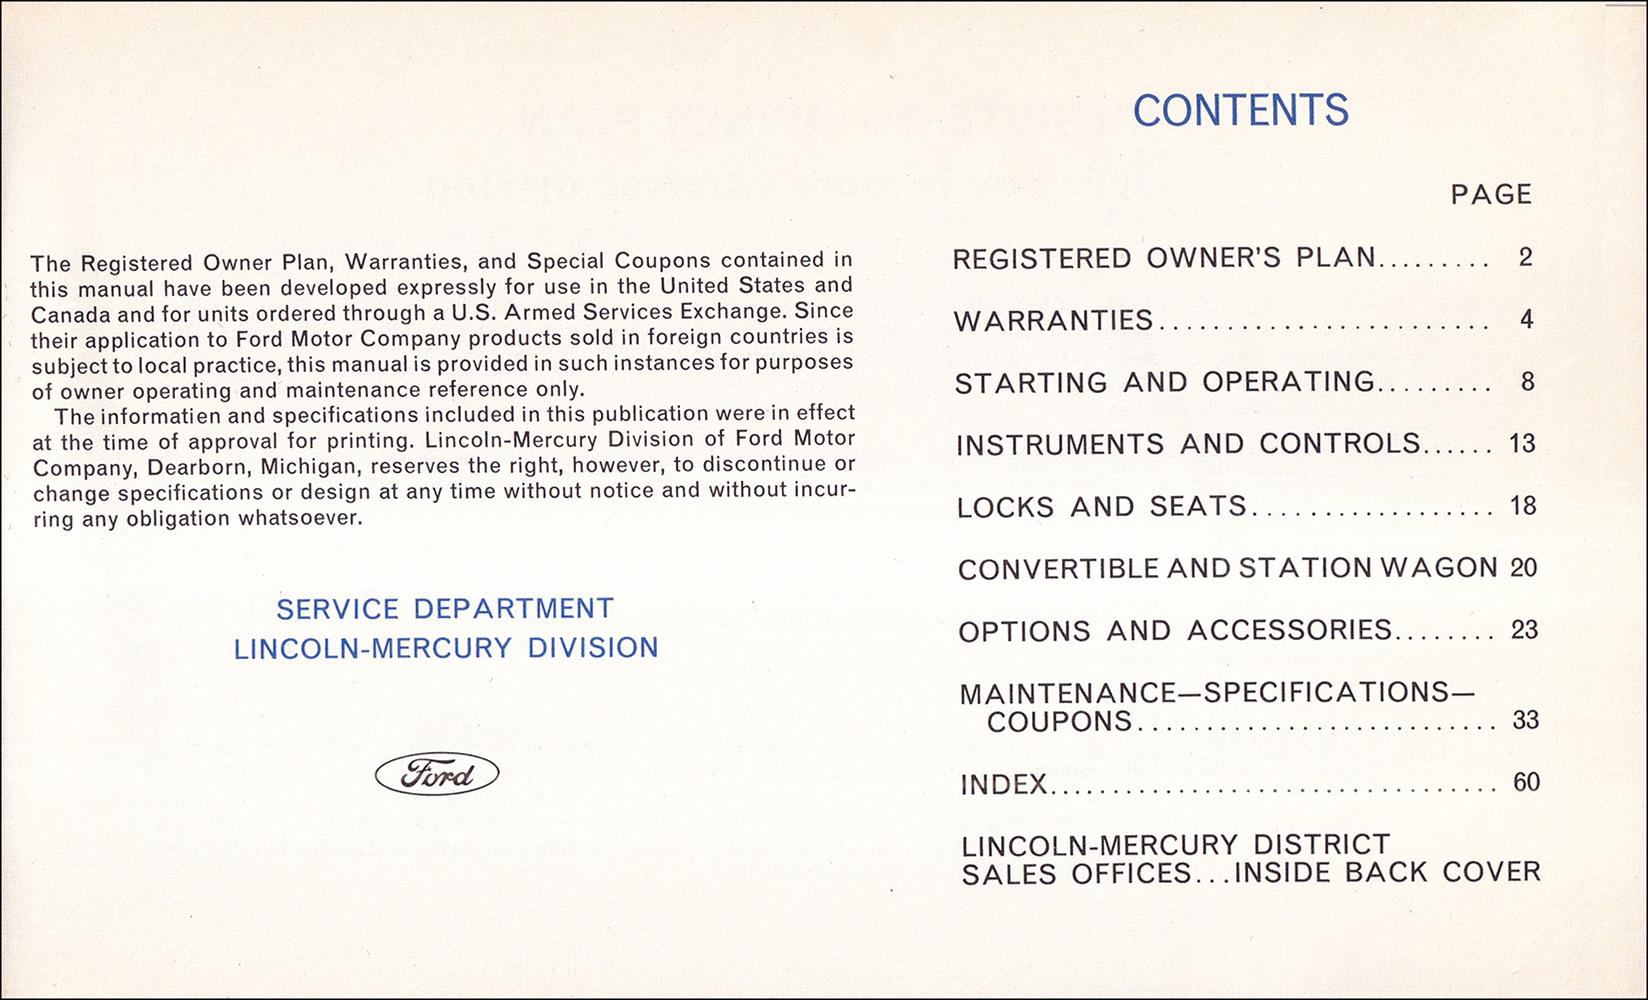 The Registered Owner Plan, Warranties, and Special Coupons contained in
this manual have been developed expressly for use in the United States and
Canada and for units ordered through a U.S. Armed Services Exchange. Since
their application to Ford Motor Company products sold in foreign countries is
subject to local practice, this manual is provided in such instances for purposes
of owner operating and maintenance reference only.
The informatien and specifications included in this publication were in effect
at the time of approval for printing. Lincoln-Mercury Division of Ford Motor
Company, Dearborn, Michigan, reserves the right, however, to discontinue or
change specifications or design at any time without notice and without incur-
ring any obligation whatsoever.
SERVICE DEPARTMENT
LINCOLN-MERCURY DIVISION
Ford
CONTENTS
PAGE
REGISTERED OWNER'S PLAN......... 2
WARRANTIES......................... 4
STARTING AND OPERATING......... 8
INSTRUMENTS AND CONTROLS...... 13
LOCKS AND SEATS.................. 18
CONVERTIBLE AND STATION WAGON 20
OPTIONS AND ACCESSORIES........ 23
MAINTENANCE—SPECIFICATIONS—
COUPONS........................... 33
INDEX.................................. 60
LINCOLN-MERCURY DISTRICT
SALES OFFICES...INSIDE BACK COVER